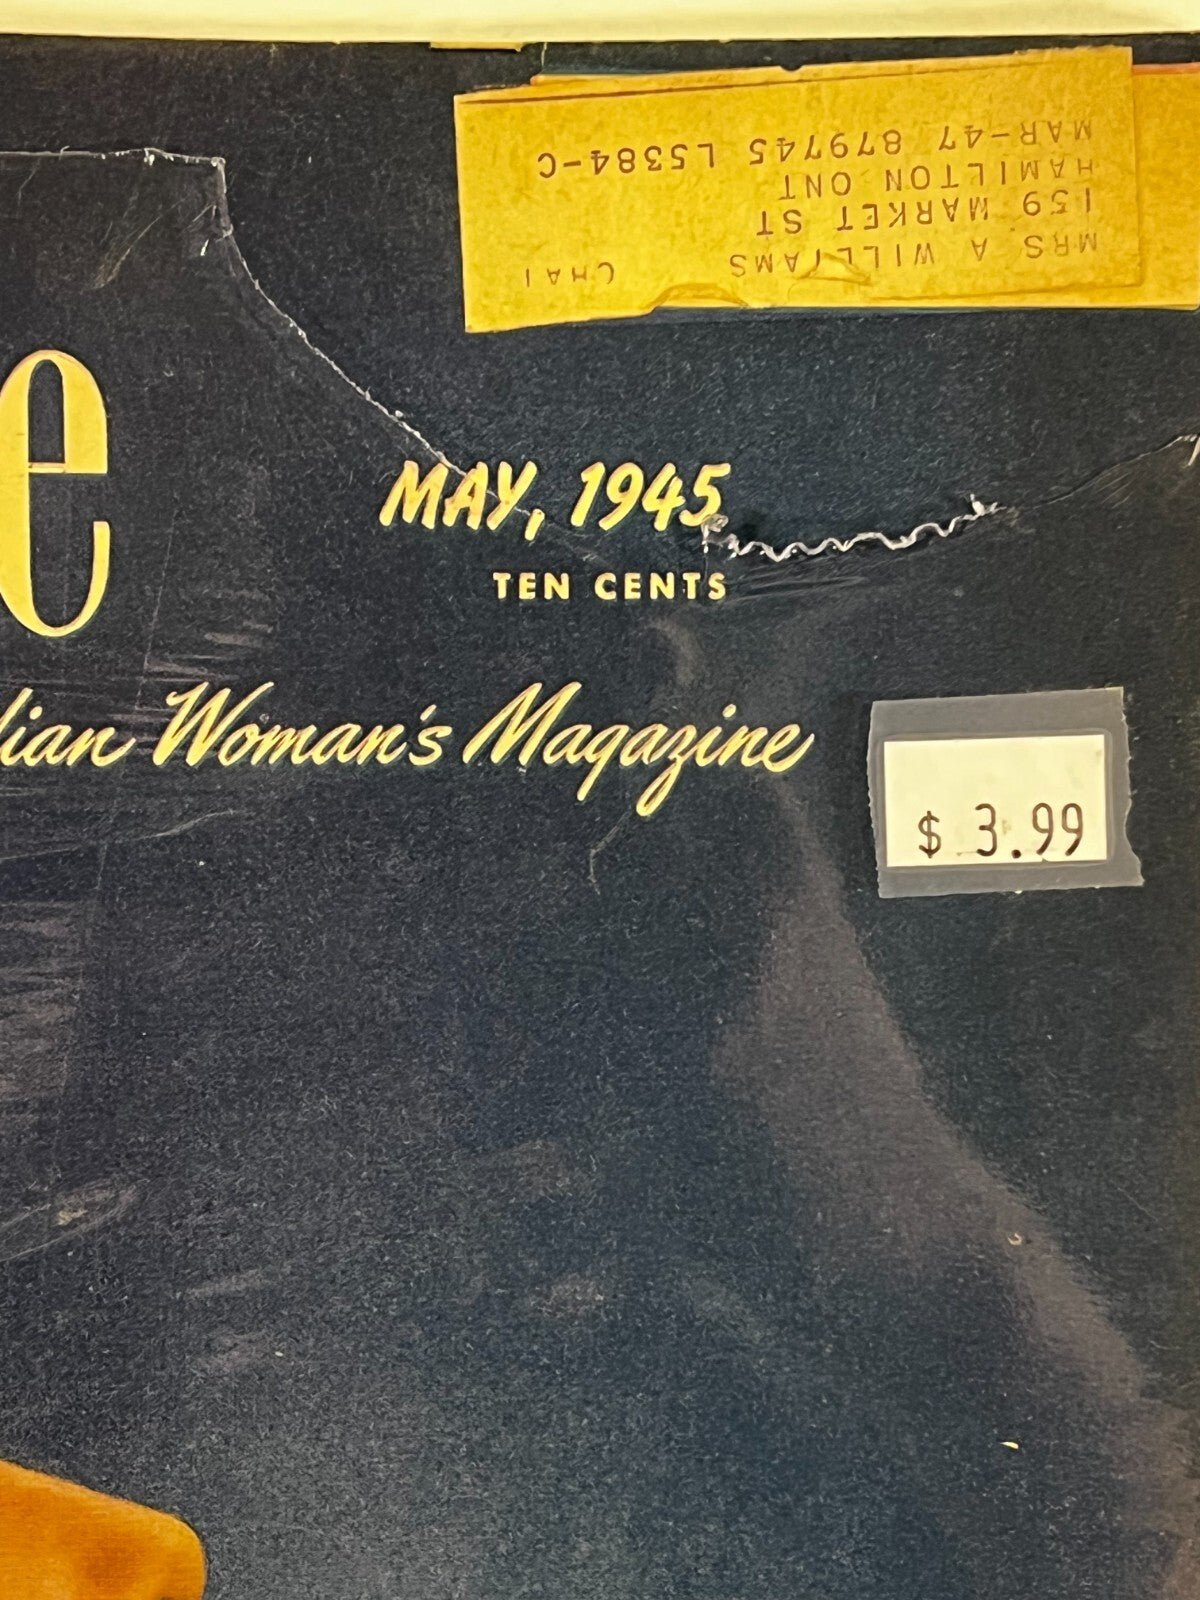 MRS A WILLIAMS CHAI
159 MARKET ST
HAMILTON ONT
MAR-47 879745 L5384-C
e
MAY, 1945
TEN CENTS
dian Woman's Magazine
$ 3.99